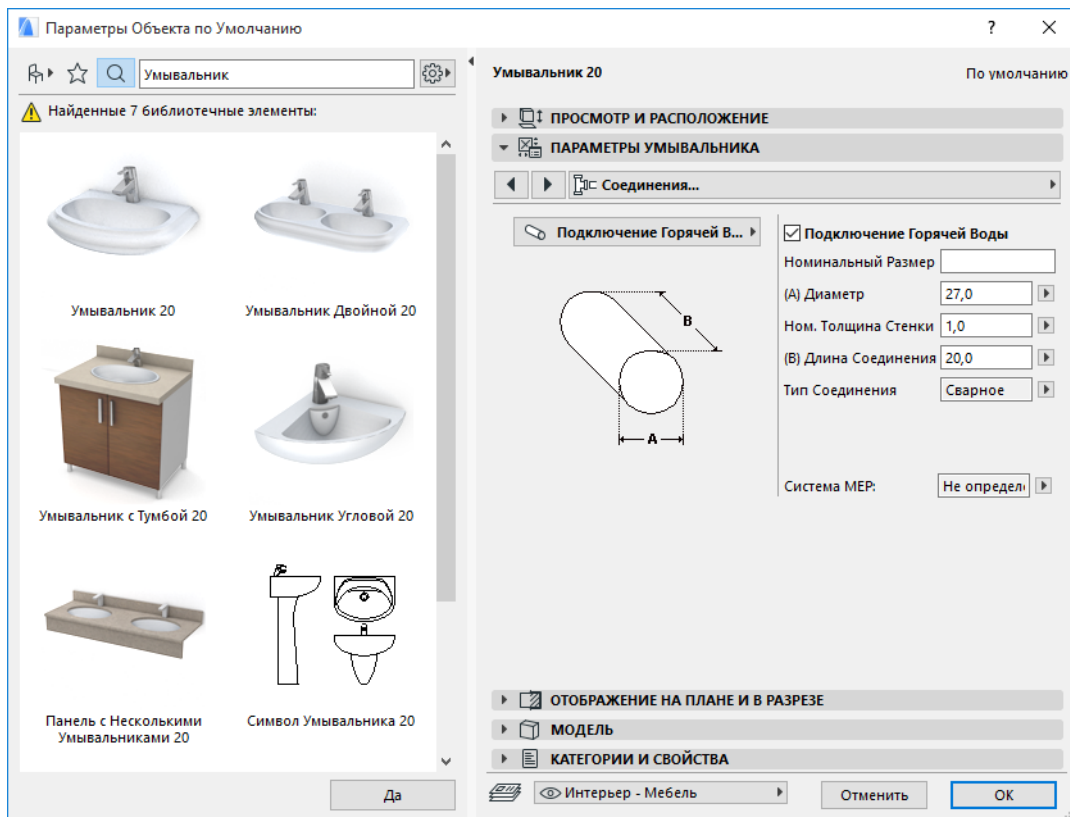 Параметры Объекта по Умолчанию
?
Умывальник
Найденные 7 библиотечные элементы:
Умывальник 20
Умывальник Двойной 20
Умывальник с Тумбой 20
Умывальник Угловой 20
Панель с Несколькими
Умывальниками 20
Символ Умывальника 20
Да
Умывальник 20
По умолчанию
ПРОСМОТР И РАСПОЛОЖЕНИЕ
ПАРАМЕТРЫ УМЫВАЛЬНИКА
Соединения...
Подключение Горячей В...
B
A
Подключение Горячей Воды
Номинальный Размер
(A) Диаметр 27,0
Ном. Толщина Стенки 1,0
(B) Длина Соединения 20,0
Тип Соединения Сварное
Система МЕР: Не определ
ОТОБРАЖЕНИЕ НА ПЛАНЕ И В РАЗРЕЗЕ
МОДЕЛЬ
КАТЕГОРИИ И СВОЙСТВА
Интерьер - Мебель
Отменить
ОК